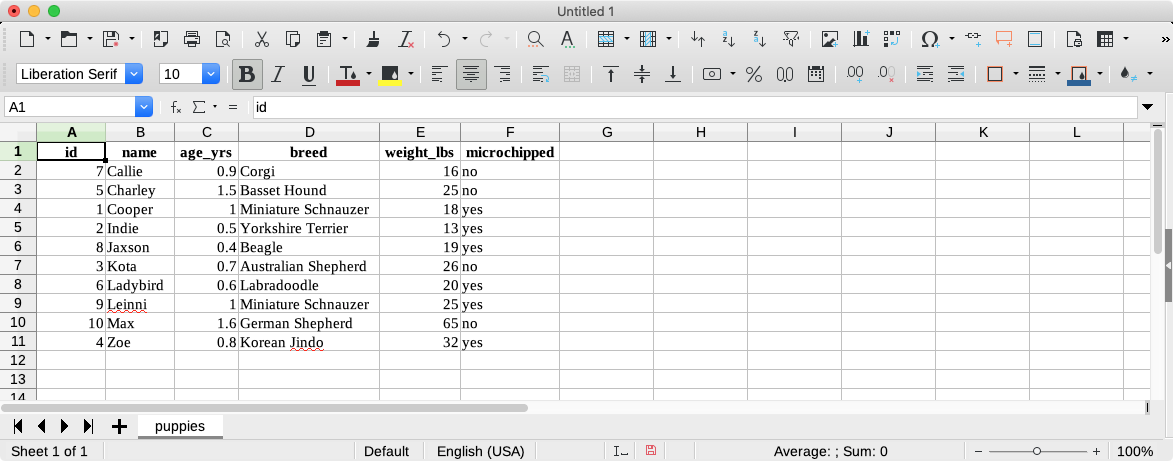 Untitled 1
Liberation Serif 10 B I U
A1 id
A B C D E F G H I J K L
1 id name age_yrs breed weight_lbs microchipped
2 7 Callie 0.9 Corgi 16 no
3 5 Charley 1.5 Basset Hound 25 no
4 1 Cooper 1 Miniature Schnauzer 18 yes
5 2 Indie 0.5 Yorkshire Terrier 13 yes
6 8 Jaxson 0.4 Beagle 19 yes
7 3 Kota 0.7 Australian Shepherd 26 no
8 6 Ladybird 0.6 Labradoodle 20 yes
9 9 Leinni 1 Miniature Schnauzer 25 yes
10 10 Max 1.6 German Shepherd 65 no
11 4 Zoe 0.8 Korean Jindo 32 yes
12
13
14
puppies
Sheet 1 of 1 Default English (USA) Average: ; Sum: 0 100%